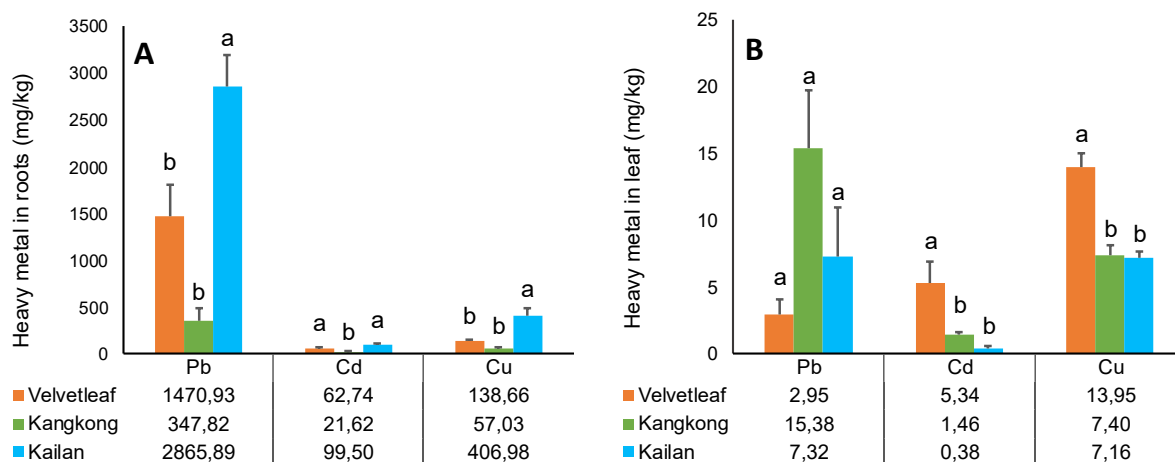 A
Heavy metal in roots (mg/kg)
3500
3000
2500
2000
1500
1000
500
0
b b a
a b a
b b a
Pb Cd Cu
Velvetleaf 1470,93 62,74 138,66
Kangkong 347,82 21,62 57,03
Kailan 2865,89 99,50 406,98
B
Heavy metal in leaf (mg/kg)
25
20
15
10
5
0
a a a
a b b
a b b
Pb Cd Cu
Velvetleaf 2,95 5,34 13,95
Kangkong 15,38 1,46 7,40
Kailan 7,32 0,38 7,16